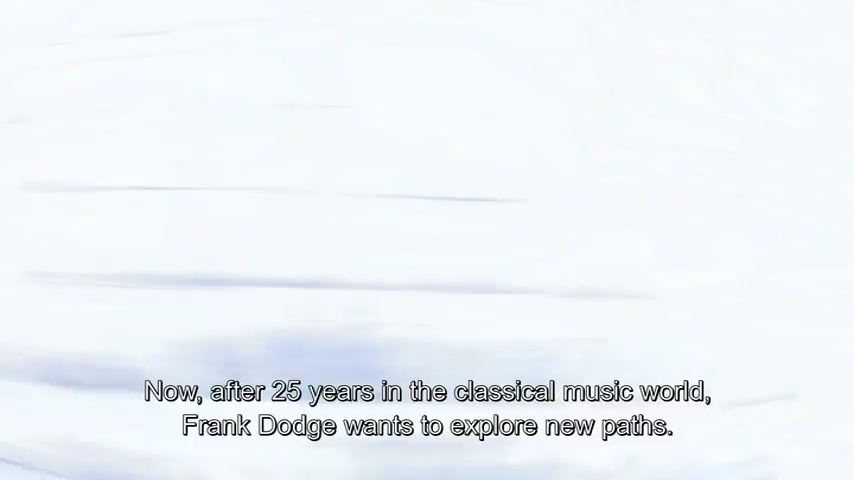 Now, after 25 years in the classical music world,
Frank Dodge wants to explore new paths.